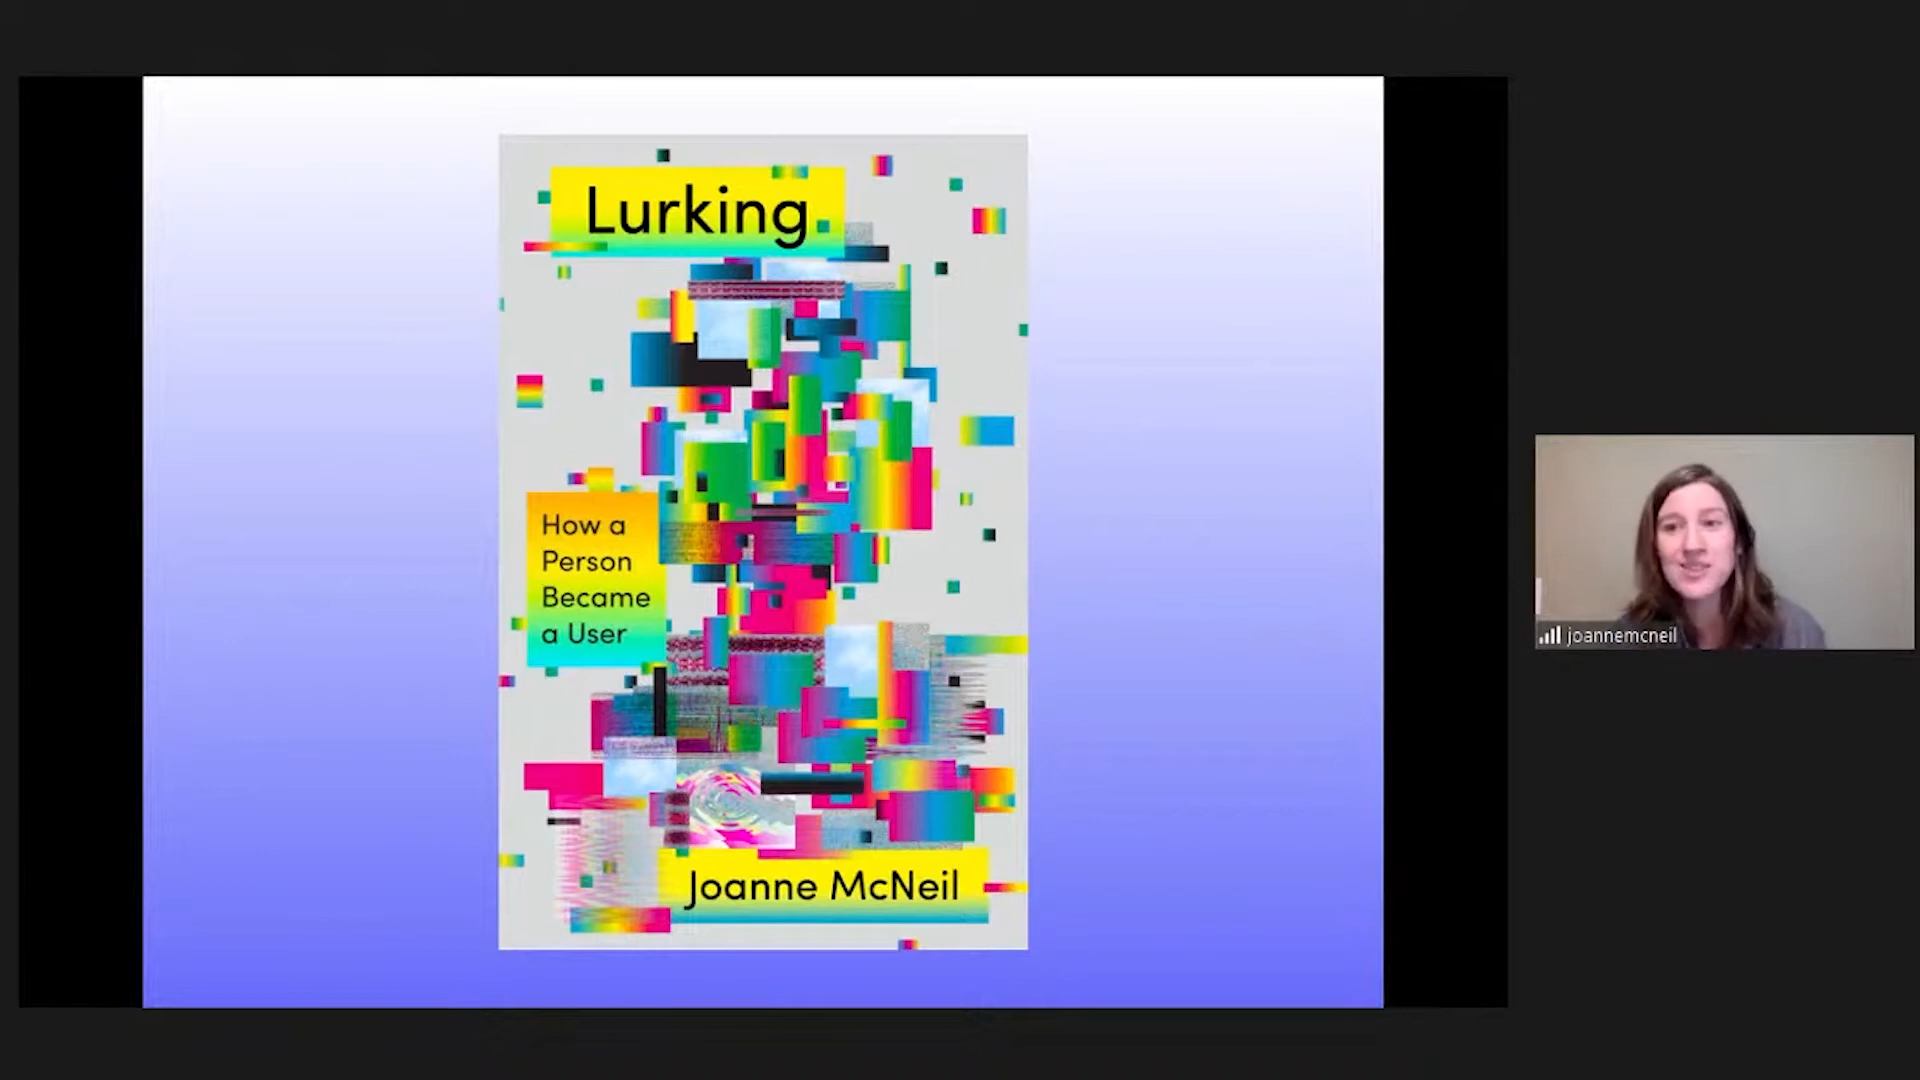 Lurking
How a
Person
Became
a User
Joanne McNeil
joannemcneil